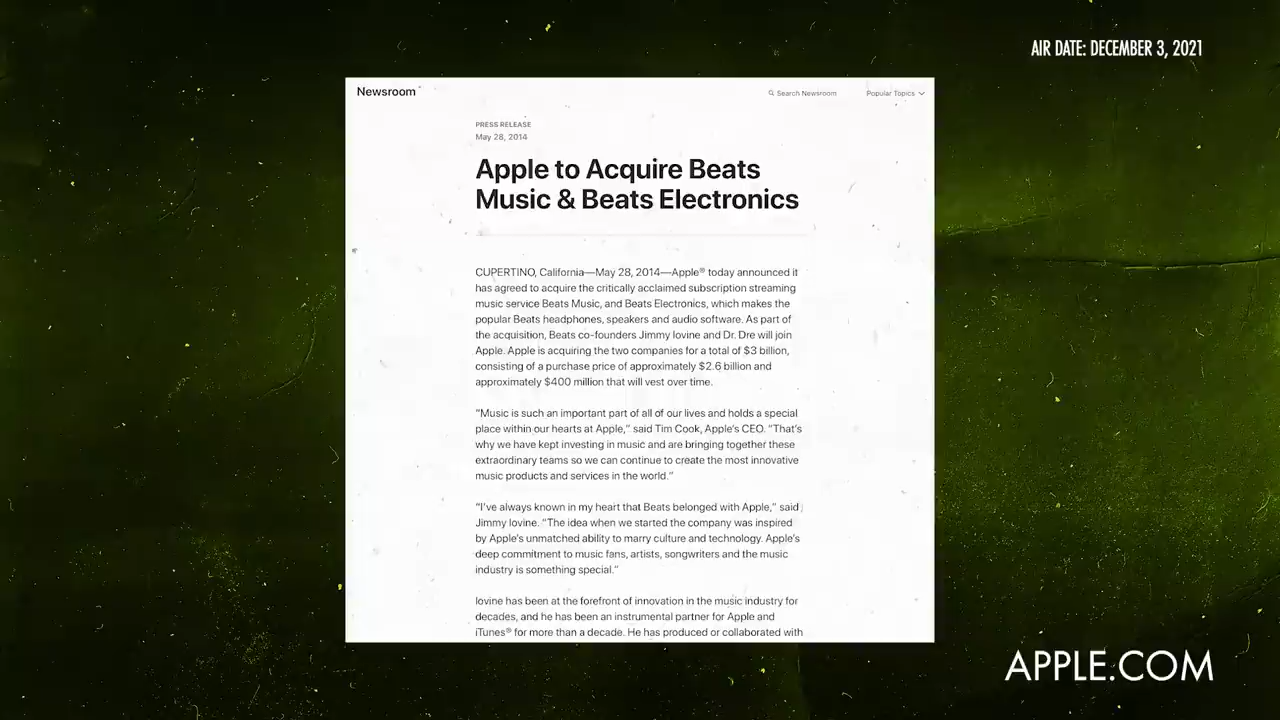 AIR DATE: DECEMBER 3, 2021
Newsroom
Search Newsroom
Popular Topics
PRESS RELEASE
May 28, 2014
Apple to Acquire Beats
Music & Beats Electronics
CUPERTINO, California—May 28, 2014—Apple® today announced it
has agreed to acquire the critically acclaimed subscription streaming
music service Beats Music, and Beats Electronics, which makes the
popular Beats headphones, speakers and audio software. As part of
the acquisition, Beats co-founders Jimmy Iovine and Dr. Dre will join
Apple. Apple is acquiring the two companies for a total of $3 billion,
consisting of a purchase price of approximately $2.6 billion and
approximately $400 million that will vest over time.
“Music is such an important part of all of our lives and holds a special
place within our hearts at Apple,” said Tim Cook, Apple’s CEO. “That’s
why we have kept investing in music and are bringing together these
extraordinary teams so we can continue to create the most innovative
music products and services in the world.”
“I’ve always known in my heart that Beats belonged with Apple,” said
Jimmy Iovine. “The idea when we started the company was inspired
by Apple’s unmatched ability to marry culture and technology. Apple’s
deep commitment to music fans, artists, songwriters and the music
industry is something special.”
Iovine has been at the forefront of innovation in the music industry for
decades, and he has been an instrumental partner for Apple and
iTunes® for more than a decade. He has produced or collaborated with
APPLE.COM